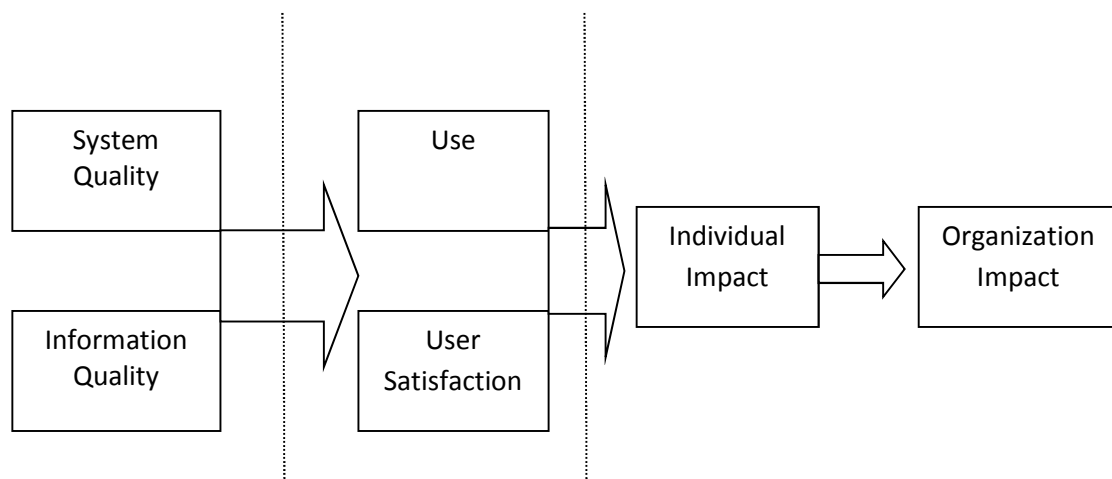 System
Quality
Use
Individual
Impact
Organization
Impact
Information
Quality
User
Satisfaction